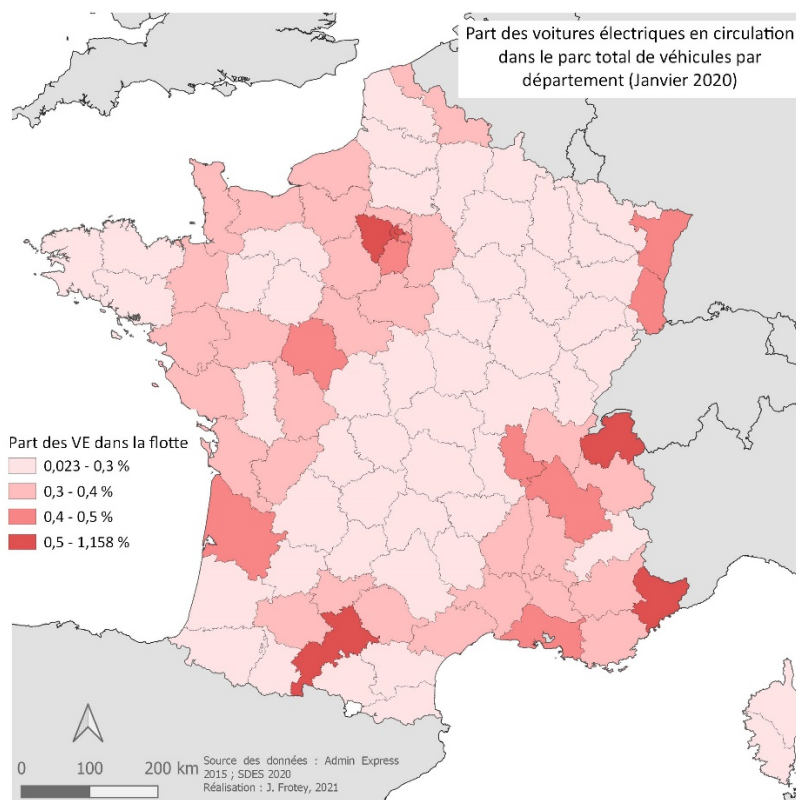 Part des voitures électriques en circulation
dans le parc total de véhicules par
département (Janvier 2020)
Part des VE dans la flotte
0,023 - 0,3 %
0,3 - 0,4 %
0,4 - 0,5 %
0,5 - 1,158 %
0 100 200 km
Source des données : Admin Express
2015 ; SDES 2020
Réalisation : J. Frotey, 2021